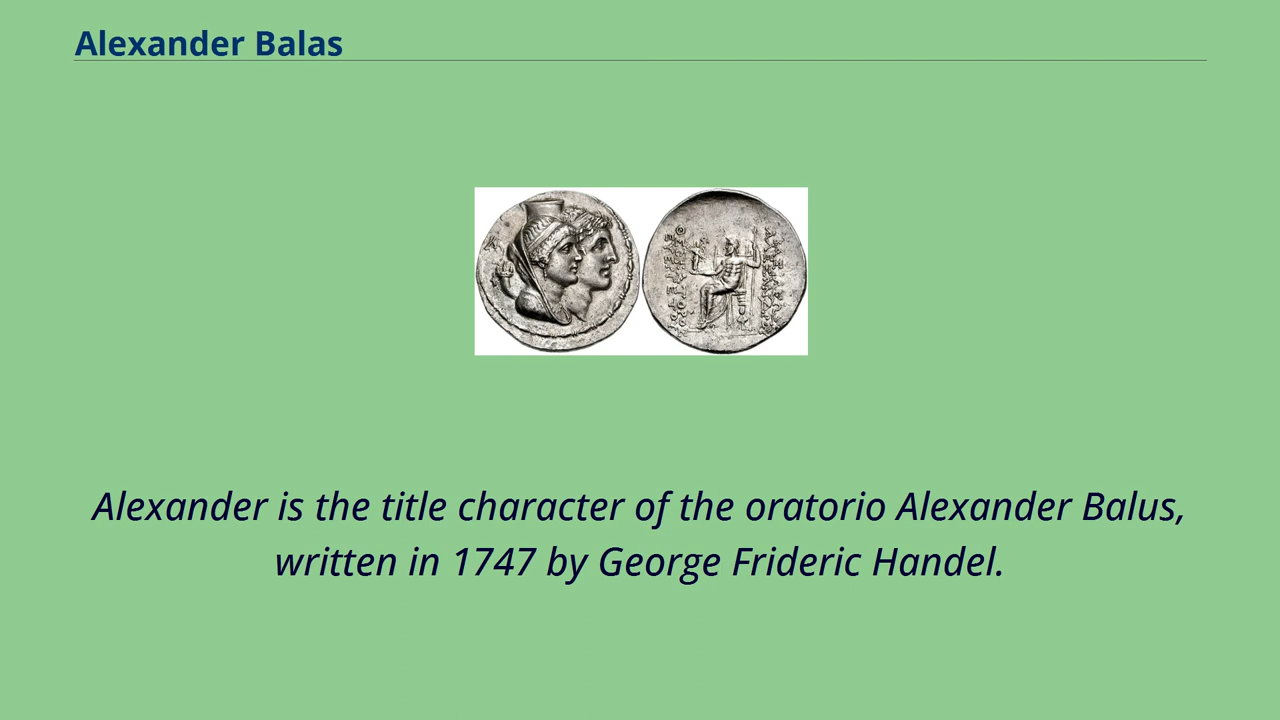 Alexander Balas
Alexander is the title character of the oratorio Alexander Balus,
written in 1747 by George Frideric Handel.